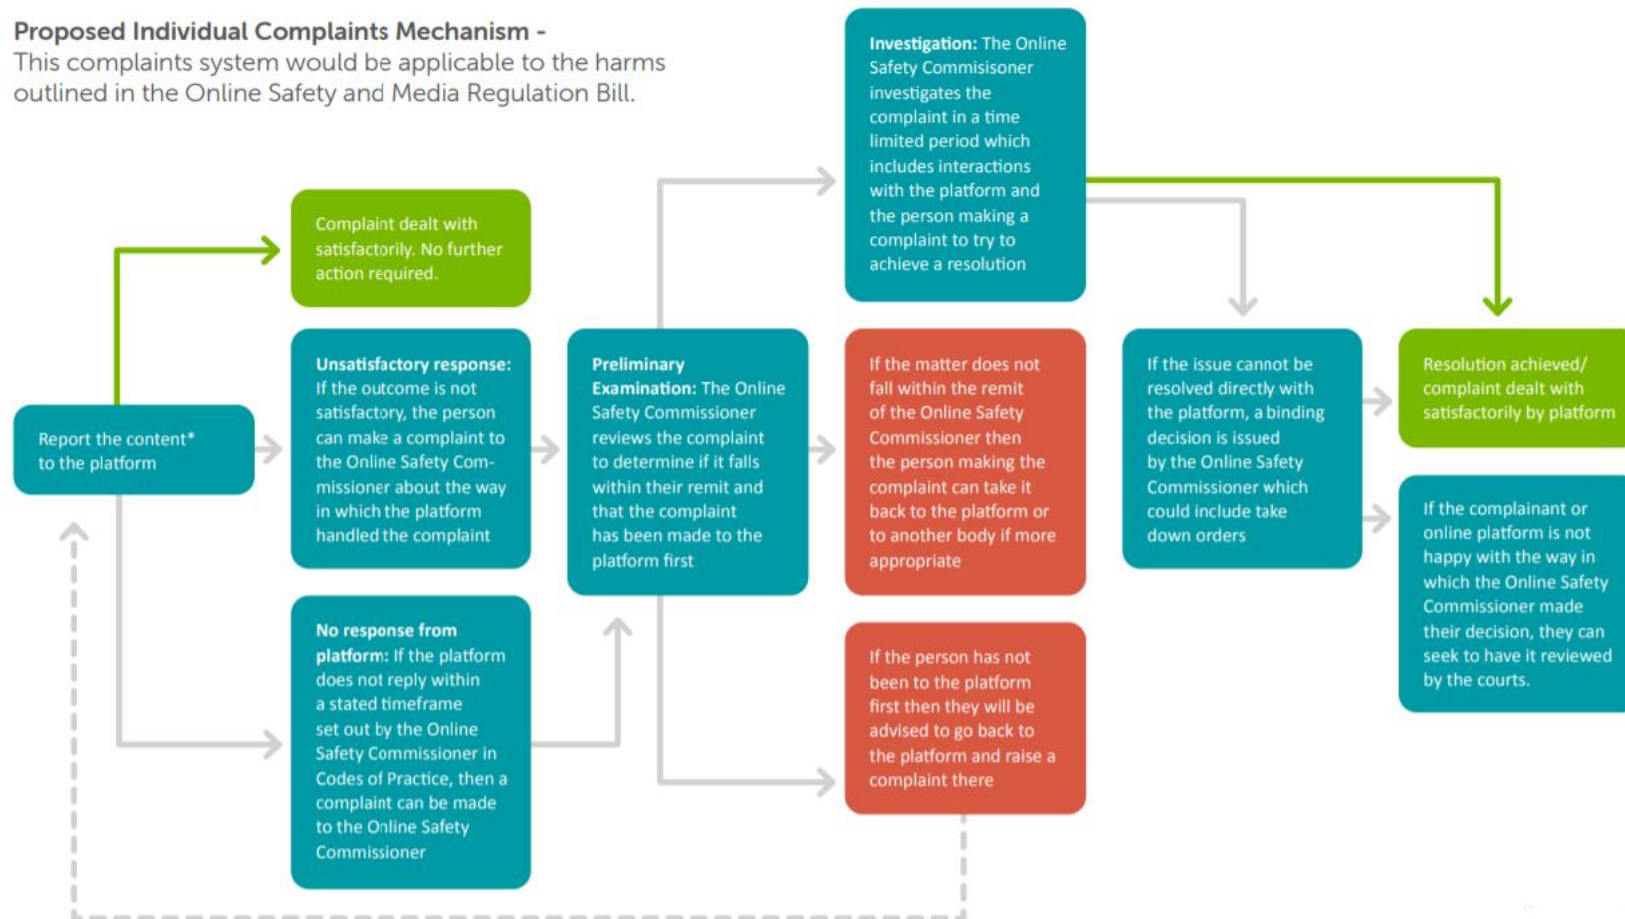 Proposed Individual Complaints Mechanism -
This complaints system would be applicable to the harms
outlined in the Online Safety and Media Regulation Bill.
Report the content*
to the platform
Complaint dealt with
satisfactorily. No further
action required.
Unsatisfactory response:
If the outcome is not
satisfactory, the person
can make a complaint to
the Online Safety Com-
missioner about the way
in which the platform
handled the complaint
No response from
platform: If the platform
does not reply within
a stated timeframe
set out by the Online
Safety Commissioner in
Codes of Practice, then a
complaint can be made
to the Online Safety
Commissioner
Preliminary
Examination: The Online
Safety Commissioner
reviews the complaint
to determine if it falls
within their remit and
that the complaint
has been made to the
platform first
Investigation: The Online
Safety Commisisoner
investigates the
complaint in a time
limited period which
includes interactions
with the platform and
the person making a
complaint to try to
achieve a resolution
If the matter does not
fall within the remit
of the Online Safety
Commissioner then
the person making the
complaint can take it
back to the platform or
to another body if more
appropriate
If the person has not
been to the platform
first then they will be
advised to go back to
the platform and raise a
complaint there
If the issue cannot be
resolved directly with
the platform, a binding
decision is issued
by the Online Safety
Commissioner which
could include take
down orders
Resolution achieved/
complaint dealt with
satisfactorily by platform
If the complainant or
online platform is not
happy with the way in
which the Online Safety
Commissioner made
their decision, they can
seek to have it reviewed
by the courts.